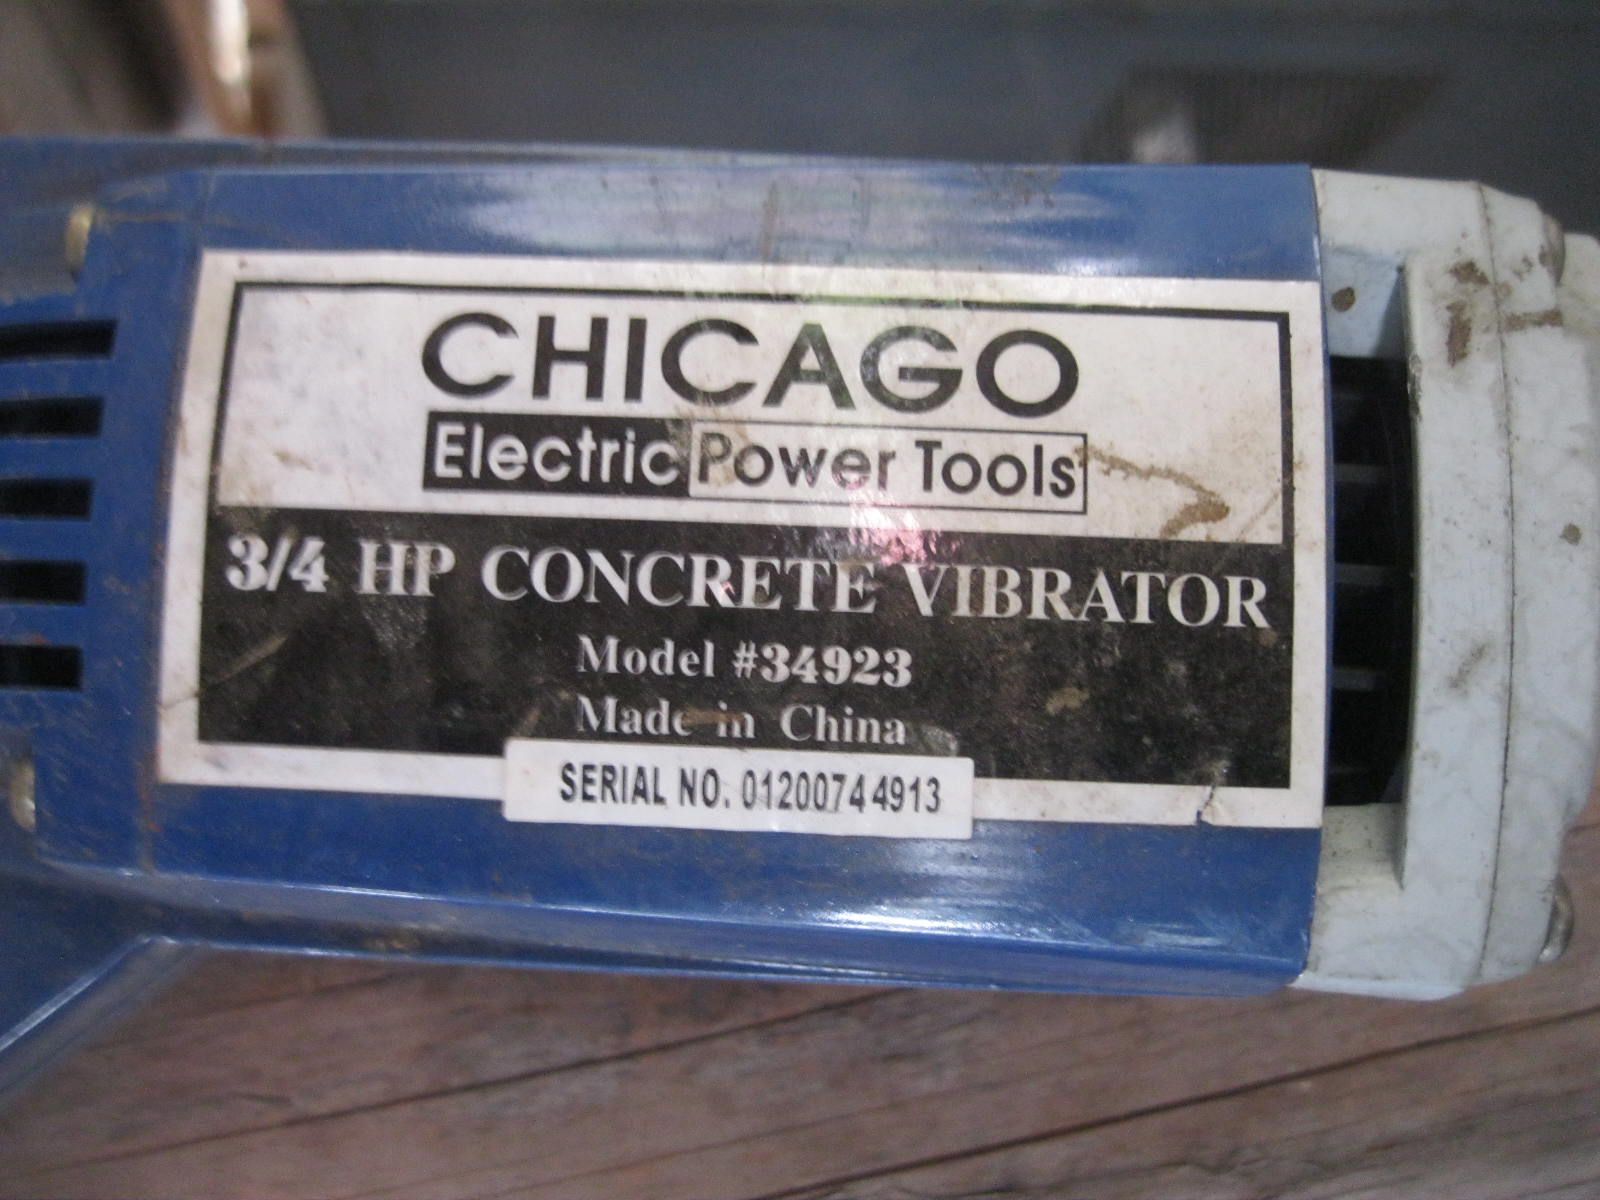 CHICAGO
Electric Power Tools
3/4 HP CONCRETE VIBRATOR
Model #34923
Made in China
SERIAL NO. 01200744913